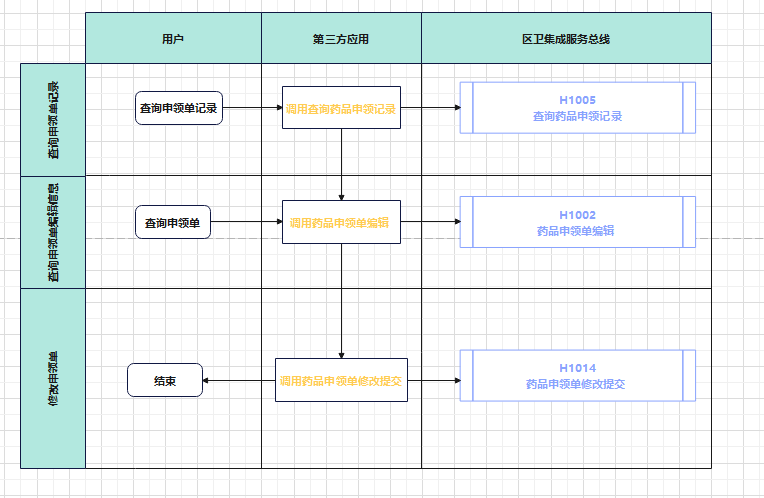 用户
第三方应用
区卫集成服务总线
查询申领单记录
查询申领单记录
调用查询药品申领记录
H1005
查询药品申领记录
查询申领单编辑信息
查询申领单
调用药品申领单编辑
H1002
药品申领单编辑
修改申领单
结束
调用药品申领单修改提交
H1014
药品申领单修改提交